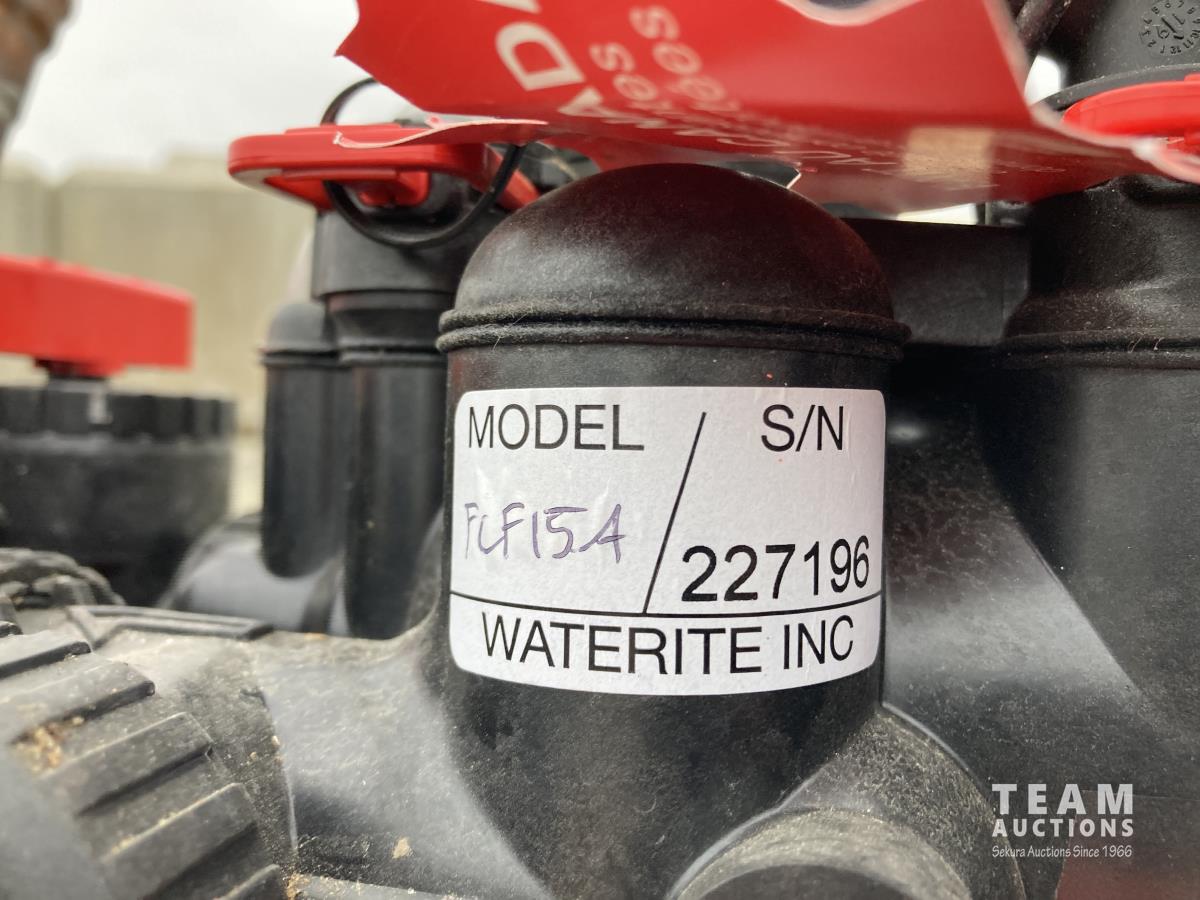 MODEL / S/N
FCF15A 227196
WATERITE INC
TEAM
AUCTIONS
Sekura Auctions Since 1966